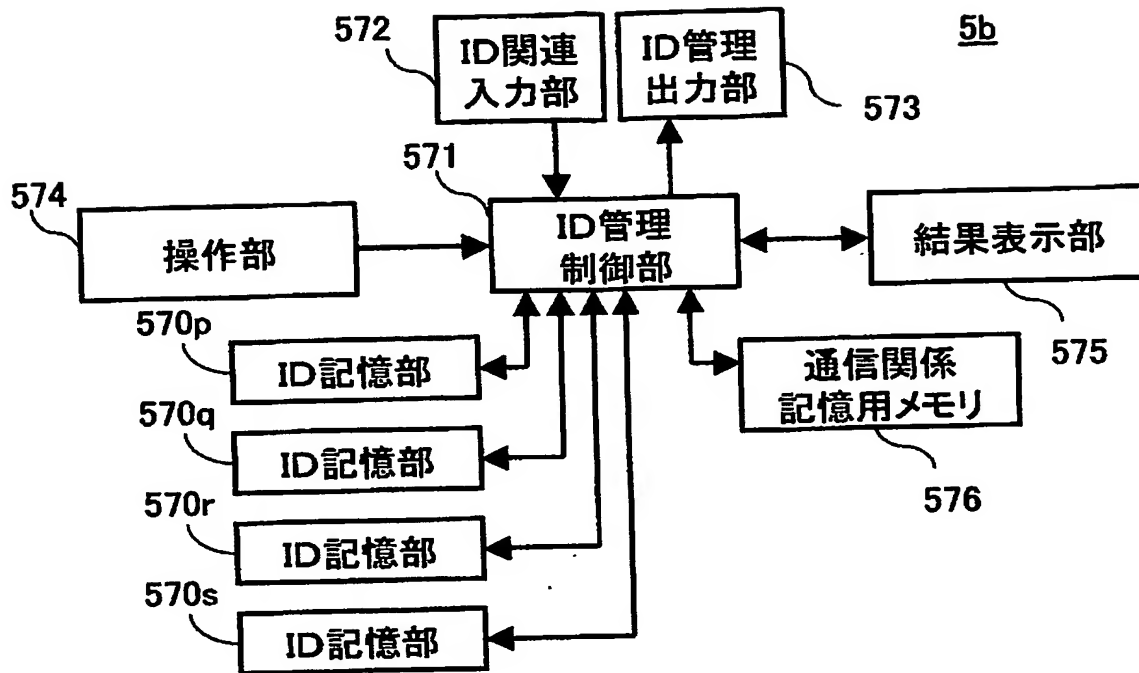 5b
572
ID関連
入力部
ID管理
出力部
573
571
574
操作部
ID管理
制御部
結果表示部
575
570p
ID記憶部
通信関係
記憶用メモリ
576
570q
ID記憶部
570r
ID記憶部
570s
ID記憶部